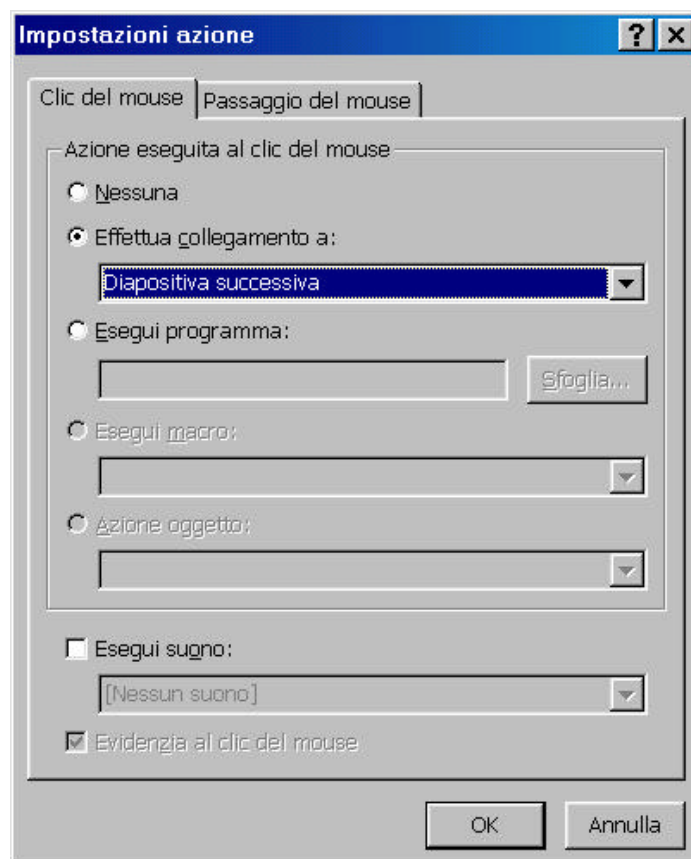 Impostazioni azione
Clic del mouse
Passaggio del mouse
Azione eseguita al clic del mouse
Nessuna
Effettua collegamento a:
Diapositiva successiva
Esegui programma:
Sfoglia...
Esegui macro:
Azione oggetto:
Esegui suono:
[Nessun suono]
Evidenzia al clic del mouse
OK
Annulla